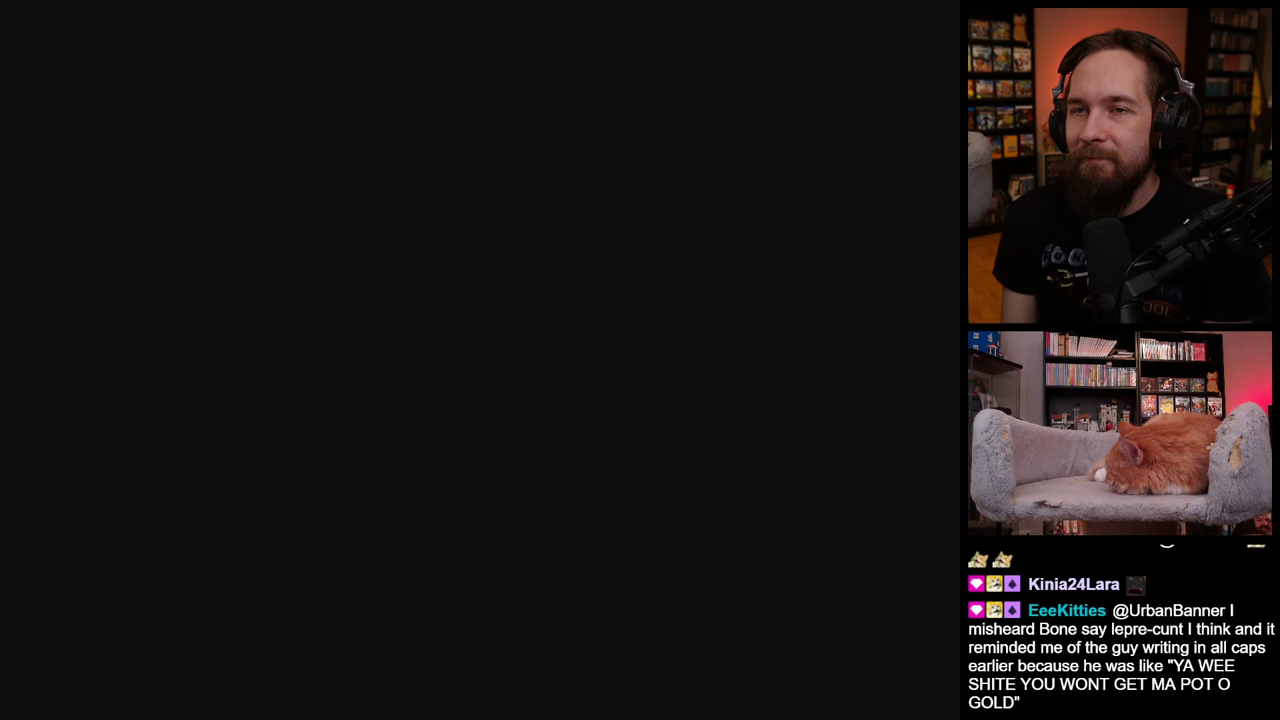 Kinia24Lara
EeeKitties @UrbanBanner I
misheard Bone say lepre-cunt I think and it
reminded me of the guy writing in all caps
earlier because he was like "YA WEE
SHITE YOU WONT GET MA POT O
GOLD"